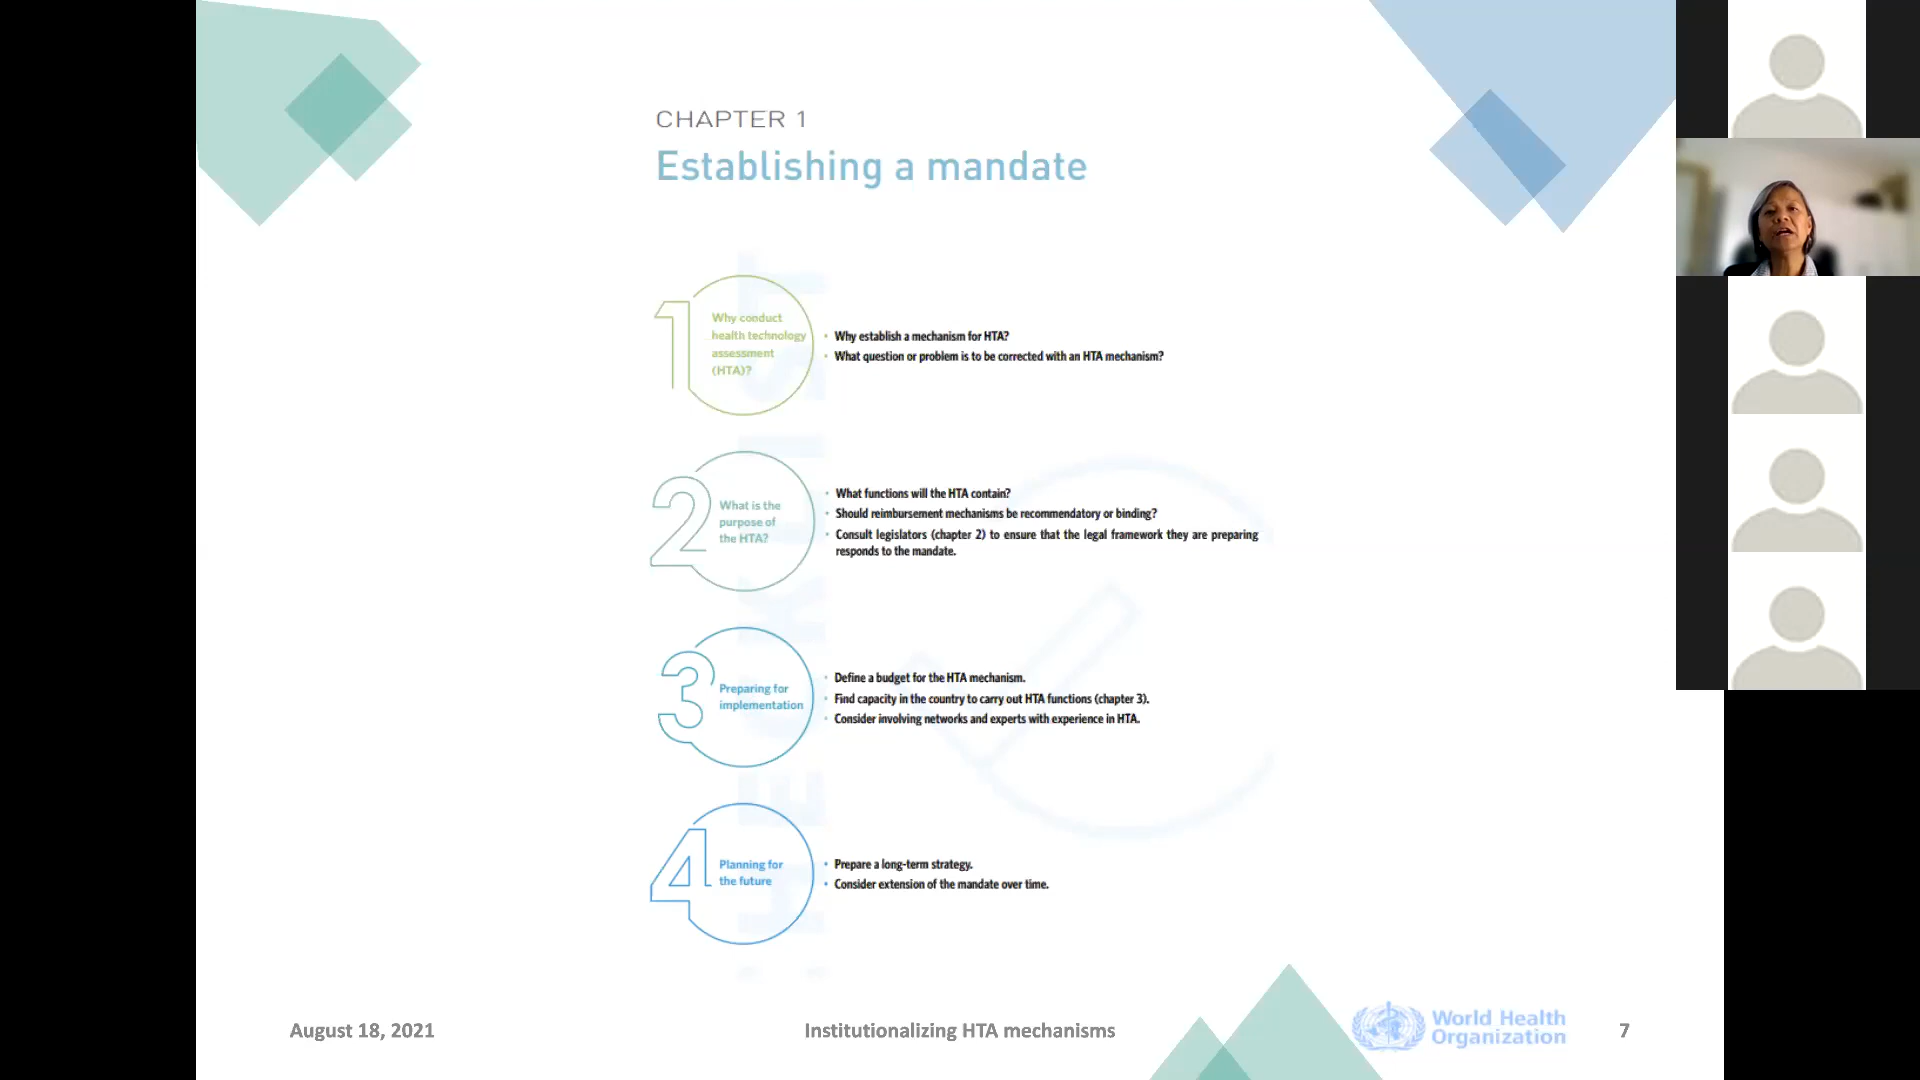 CHAPTER 1
Establishing a mandate
1
Why conduct
health technology
assessment
(HTA)?
• Why establish a mechanism for HTA?
• What question or problem is to be corrected with an HTA mechanism?
2
What is the
purpose of
the HTA?
• What functions will the HTA contain?
• Should reimbursement mechanisms be recommendatory or binding?
• Consult legislators (chapter 2) to ensure that the legal framework they are preparing
responds to the mandate.
3
Preparing for
implementation
• Define a budget for the HTA mechanism.
• Find capacity in the country to carry out HTA functions (chapter 3).
• Consider involving networks and experts with experience in HTA.
4
Planning for
the future
• Prepare a long-term strategy.
• Consider extension of the mandate over time.
August 18, 2021
Institutionalizing HTA mechanisms
World Health
Organization
7